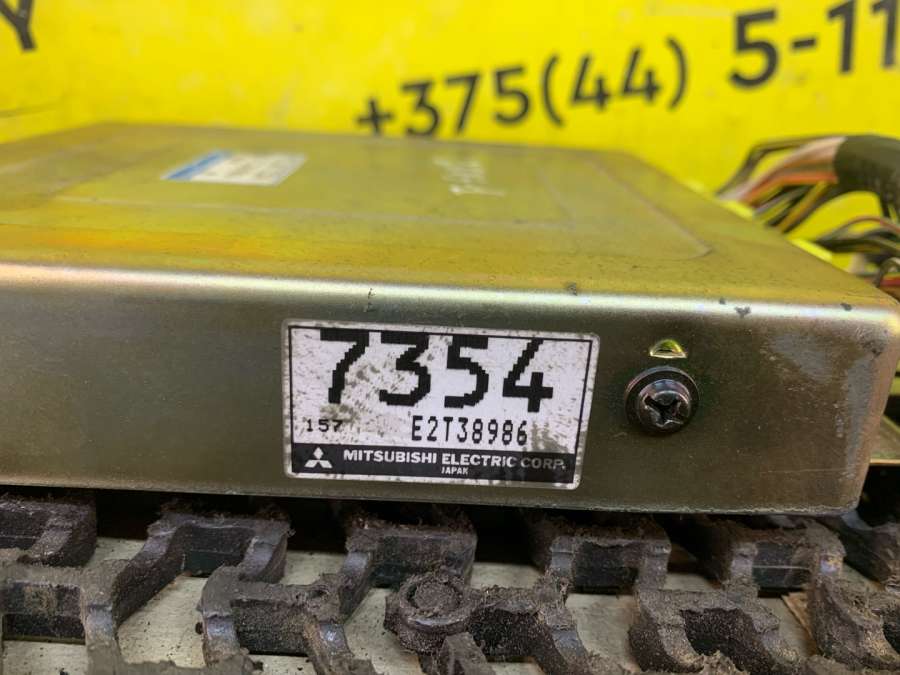 Y
+375(44) 5-11
7354
157 E2T38986
MITSUBISHI ELECTRIC CORP.
JAPAN